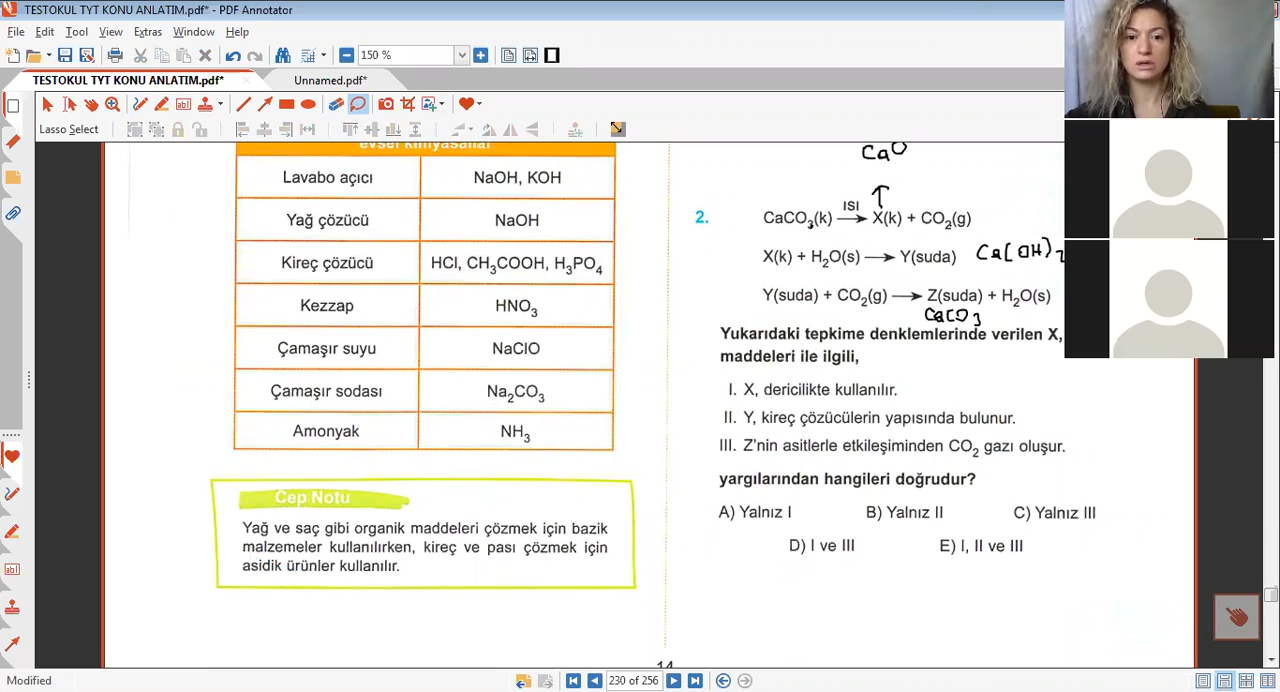 TESTOKUL TYT KONU ANLATIM.pdf* - PDF Annotator
File Edit Tool View Extras Window Help
150 %
TESTOKUL TYT KONU ANLATIM.pdf* Unnamed.pdf*
Lasso Select
evsel kimyasallar
Lavabo açıcı NaOH, KOH
Yağ çözücü NaOH
Kireç çözücü HCl, CH3COOH, H3PO4
Kezzap HNO3
Çamaşır suyu NaClO
Çamaşır sodası Na2CO3
Amonyak NH3
Cep Notu
Yağ ve saç gibi organik maddeleri çözmek için bazik
malzemeler kullanılırken, kireç ve pası çözmek için
asidik ürünler kullanılır.
CaO
2. CaCO3(k) ISI → X(k) + CO2(g)
X(k) + H2O(s) → Y(suda) Ca(OH)2
Y(suda) + CO2(g) → Z(suda) + H2O(s)
CaCO3
Yukarıdaki tepkime denklemlerinde verilen X,
maddeleri ile ilgili,
I. X, dericilikte kullanılır.
II. Y, kireç çözücülerin yapısında bulunur.
III. Z'nin asitlerle etkileşiminden CO2 gazı oluşur.
yargılarından hangileri doğrudur?
A) Yalnız I B) Yalnız II C) Yalnız III
D) I ve III E) I, II ve III
14
Modified 230 of 256